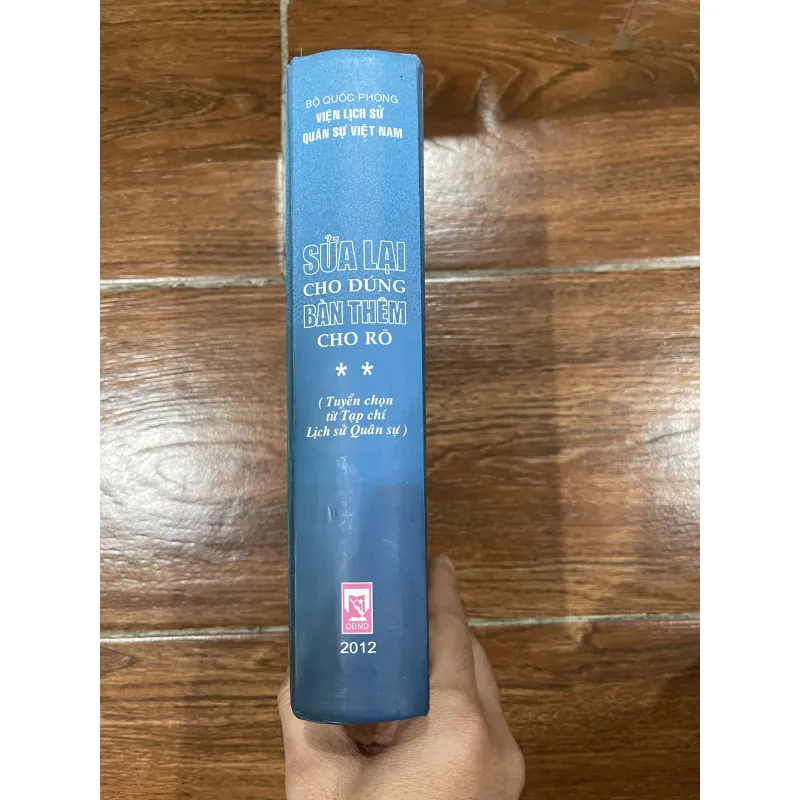 BỘ QUỐC PHÒNG
VIỆN LỊCH SỬ
QUÂN SỰ VIỆT NAM
SỬA LẠI
CHO ĐÚNG
BÀN THÊM
CHO RÕ
* *
( Tuyển chọn
từ Tạp chí
Lịch sử Quân sự )
QĐND
2012